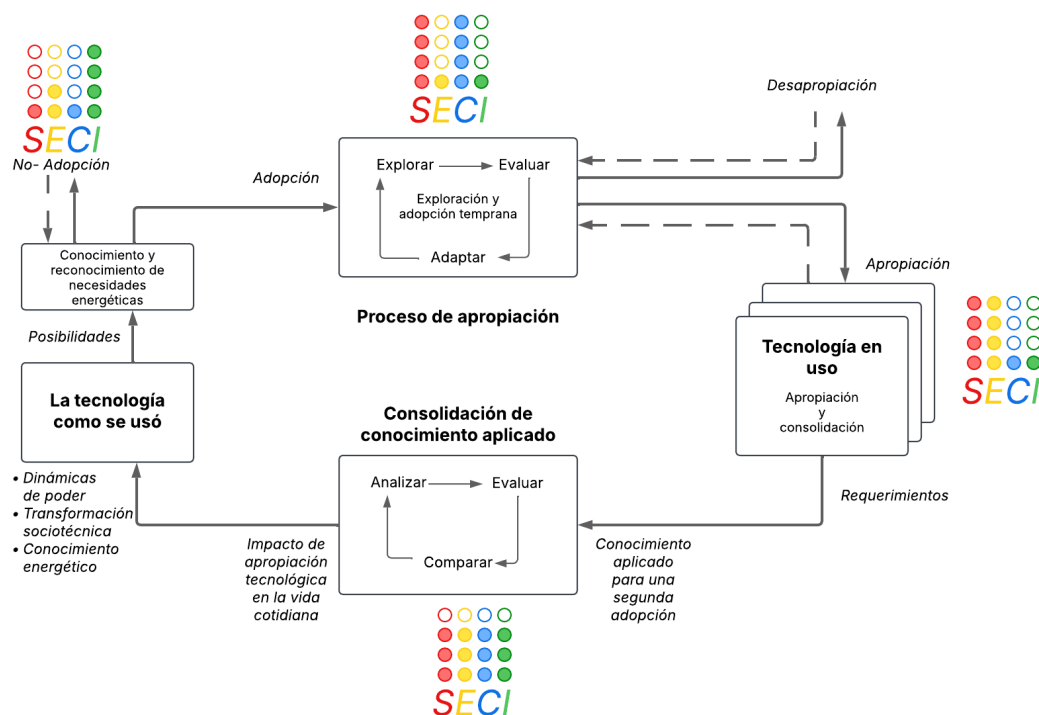 SECI
No- Adopción
SECI
Desapropiación
Adopción
Explorar
Evaluar
Exploración y
adopción temprana
Adaptar
Conocimiento y
reconocimiento de
necesidades
energéticas
Apropiación
Proceso de apropiación
Posibilidades
SECI
Tecnología en
uso
Apropiación
y
consolidación
La tecnología
como se usó
Consolidación de
conocimiento aplicado
Analizar
Evaluar
Comparar
• Dinámicas
de poder
• Transformación
sociotécnica
• Conocimiento
energético
Requerimientos
Impacto de
apropiación
tecnológica
en la vida
cotidiana
Conocimiento
aplicado
para una
segunda
adopción
SECI